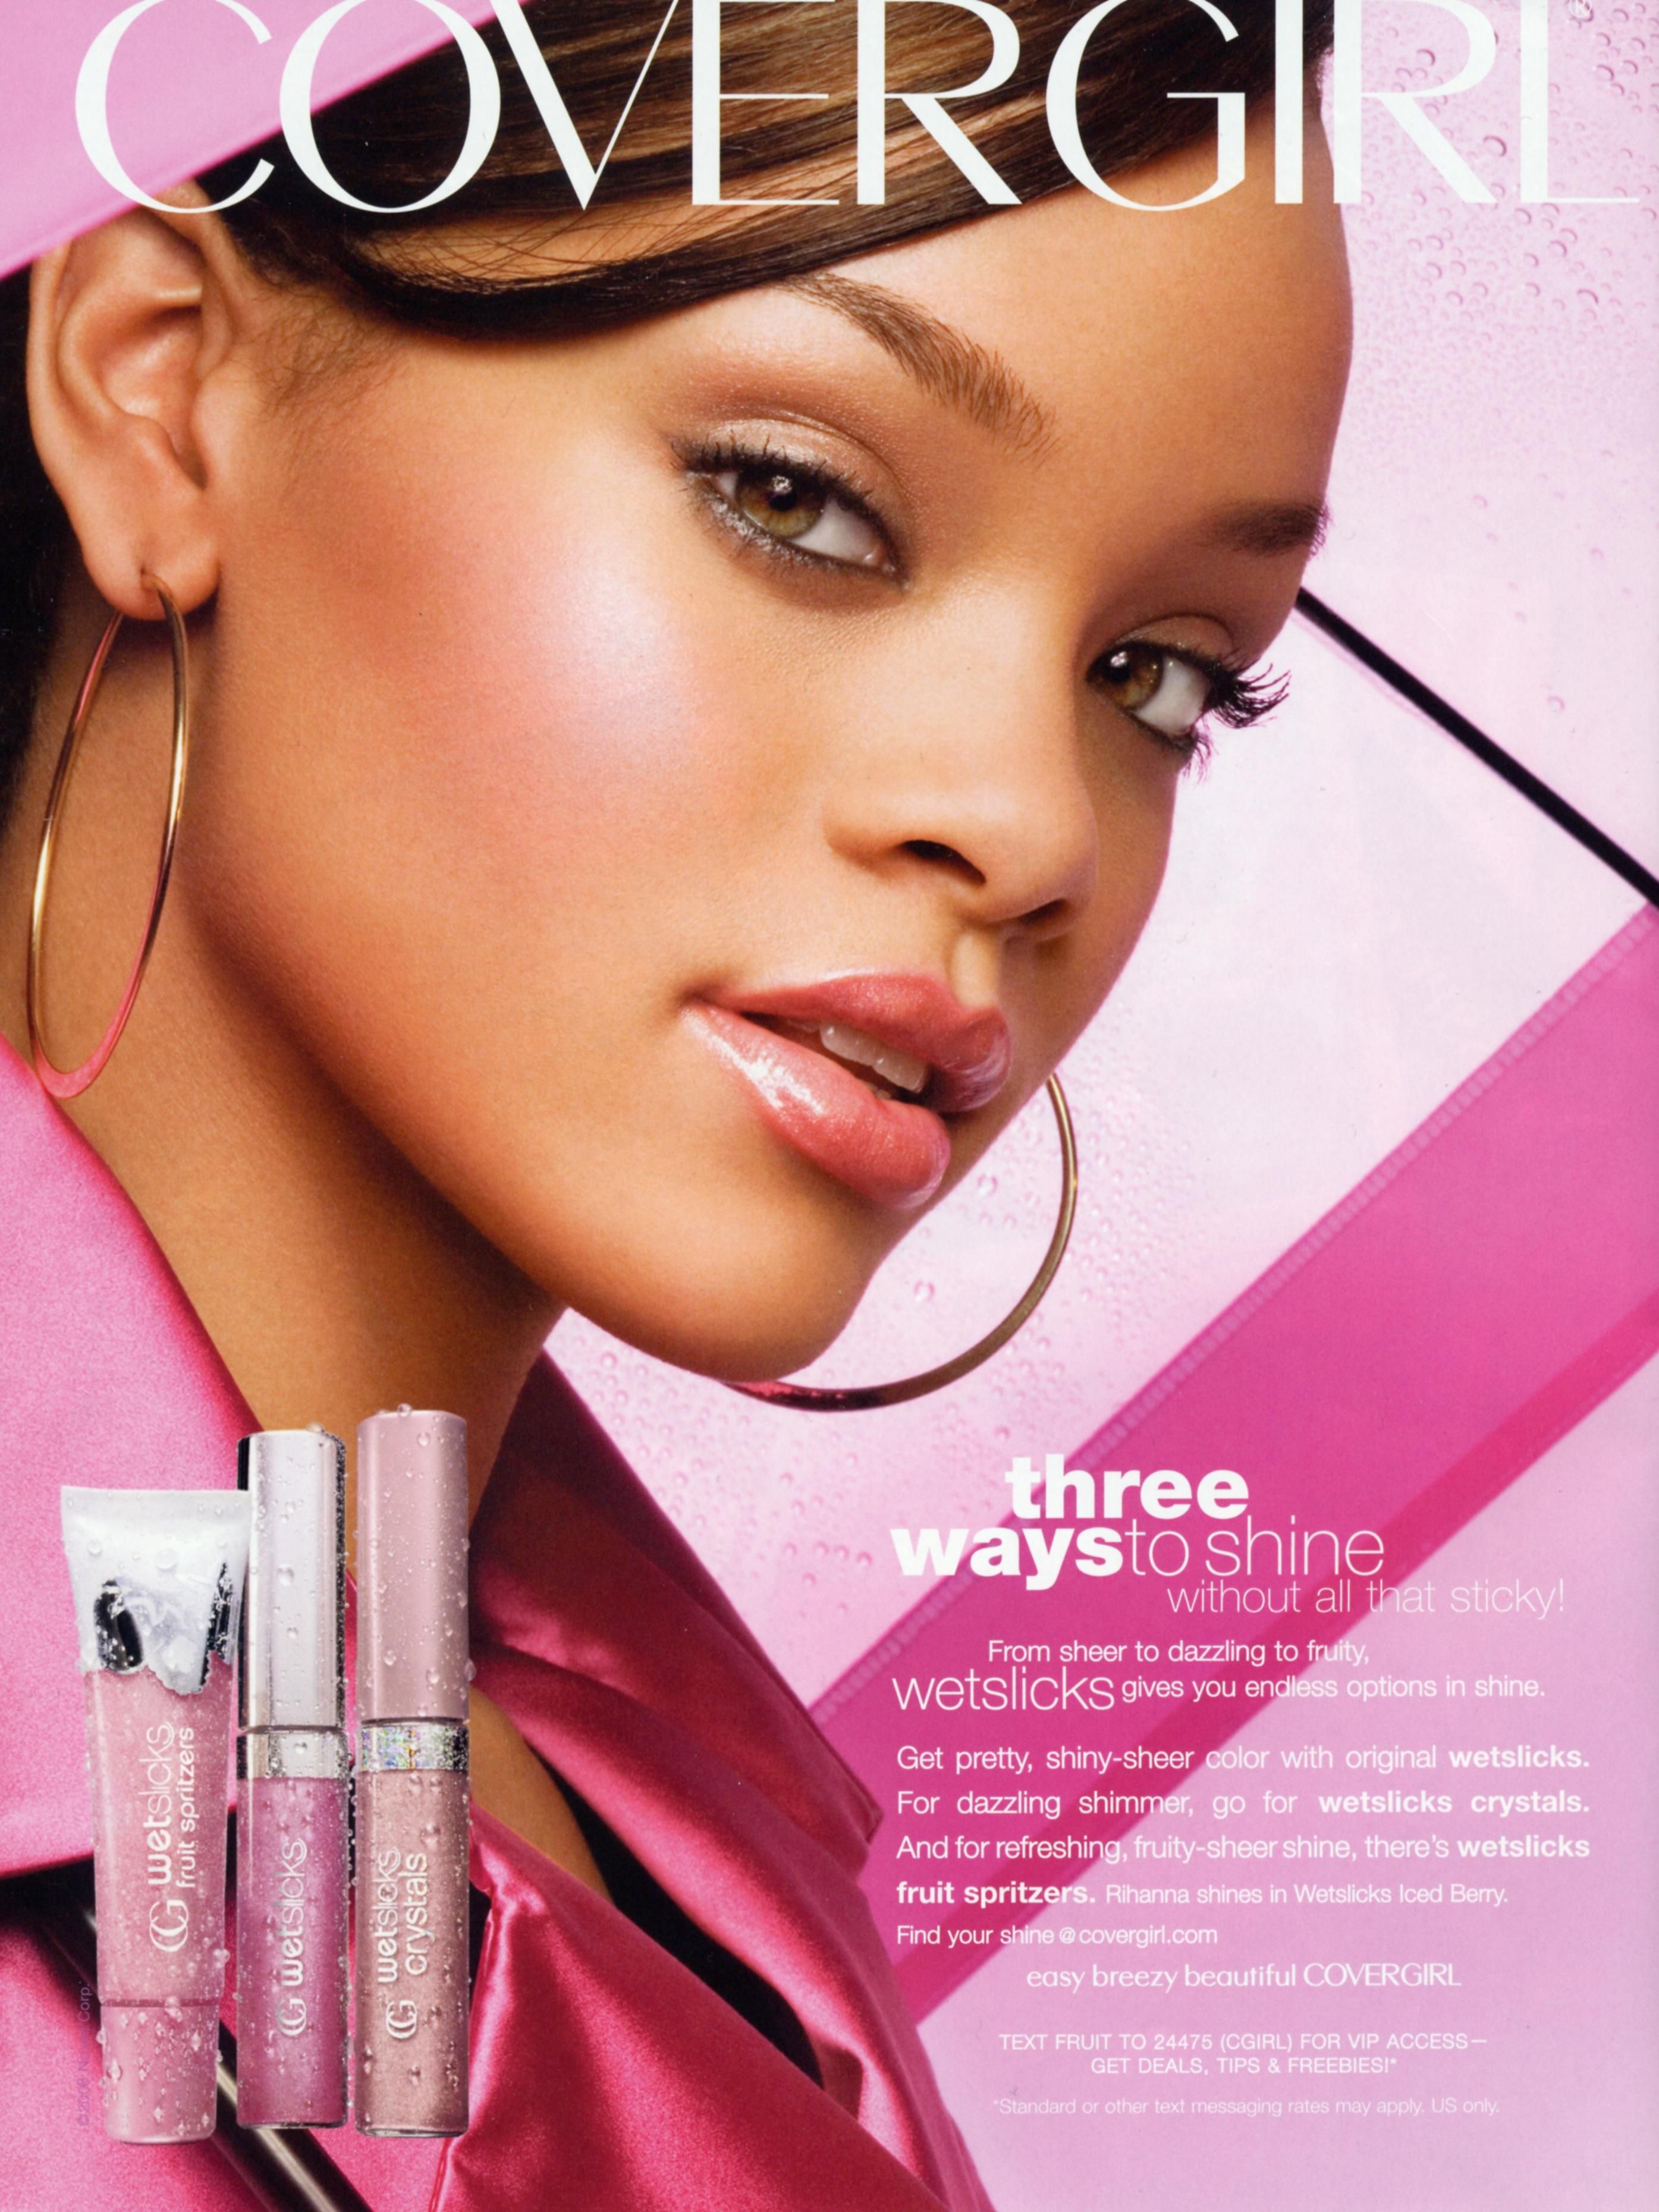 COVERGIRL
three
ways to shine
without all that sticky!
From sheer to dazzling to fruity,
wetslicks gives you endless options in shine.
Get pretty, shiny-sheer color with original wetslicks.
For dazzling shimmer, go for wetslicks crystals.
And for refreshing, fruity-sheer shine, there's wetslicks
fruit spritzers. Rihanna shines in Wetslicks Iced Berry.
Find your shine @ covergirl.com
easy breezy beautiful COVERGIRL
TEXT FRUIT TO 24475 (CGIRL) FOR VIP ACCESS—
GET DEALS, TIPS & FREEBIES!*
*Standard or other text messaging rates may apply. US only.
CG wetslicks
fruit spritzers
CG wetslicks
CG wetslicks
crystals
Corp.